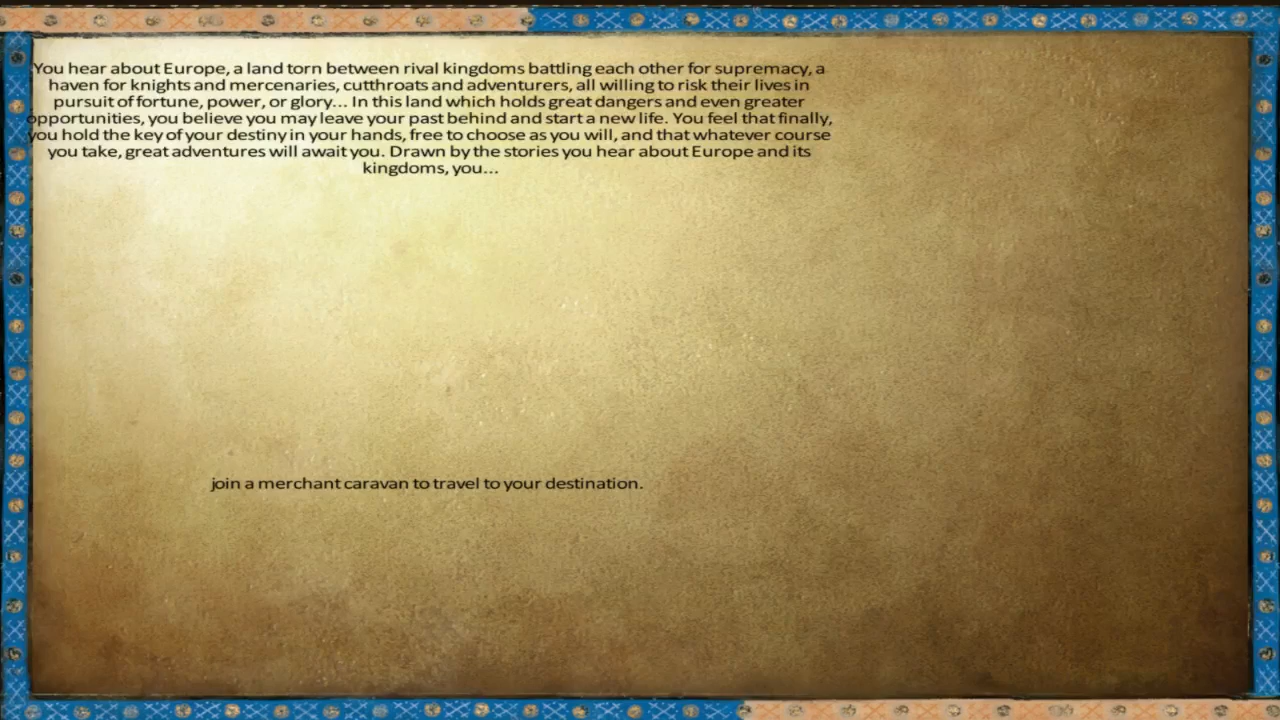 You hear about Europe, a land torn between rival kingdoms battling each other for supremacy, a
haven for knights and mercenaries, cutthroats and adventurers, all willing to risk their lives in
pursuit of fortune, power, or glory... In this land which holds great dangers and even greater
opportunities, you believe you may leave your past behind and start a new life. You feel that finally,
you hold the key of your destiny in your hands, free to choose as you will, and that whatever course
you take, great adventures will await you. Drawn by the stories you hear about Europe and its
kingdoms, you...
join a merchant caravan to travel to your destination.